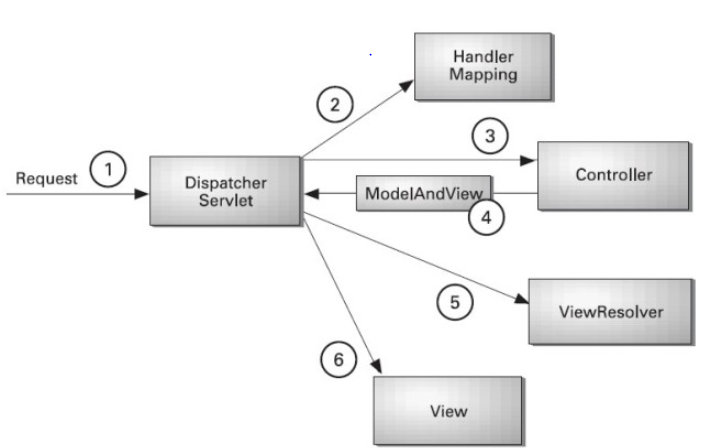 Handler
Mapping
2
3
1
Request
Dispatcher
Servlet
Controller
ModelAndView
4
5
ViewResolver
6
View